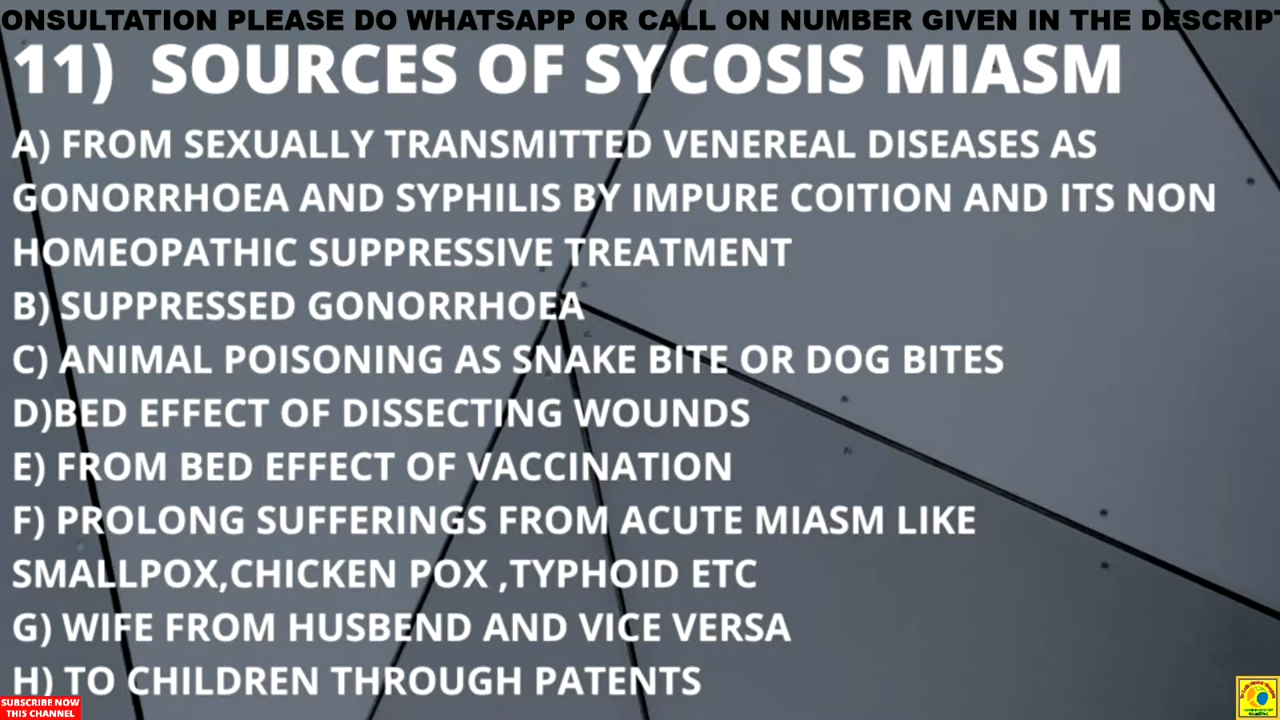 ONSULTATION PLEASE DO WHATSAPP OR CALL ON NUMBER GIVEN IN THE DESCRIP
11) SOURCES OF SYCOSIS MIASM
A) FROM SEXUALLY TRANSMITTED VENEREAL DISEASES AS
GONORRHOEA AND SYPHILIS BY IMPURE COITION AND ITS NON
HOMEOPATHIC SUPPRESSIVE TREATMENT
B) SUPPRESSED GONORRHOEA
C) ANIMAL POISONING AS SNAKE BITE OR DOG BITES
D)BED EFFECT OF DISSECTING WOUNDS
E) FROM BED EFFECT OF VACCINATION
F) PROLONG SUFFERINGS FROM ACUTE MIASM LIKE
SMALLPOX,CHICKEN POX ,TYPHOID ETC
G) WIFE FROM HUSBEND AND VICE VERSA
H) TO CHILDREN THROUGH PATENTS
SUBSCRIBE NOW
THIS CHANNEL